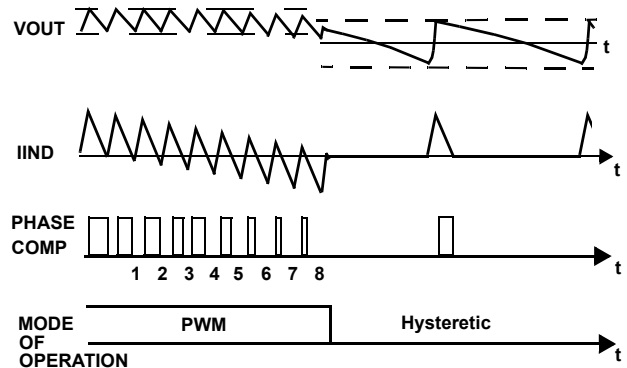 VOUT
t
IIND
t
PHASE
COMP
t
1 2 3 4 5 6 7 8
MODE
OF
OPERATION
PWM
Hysteretic
t